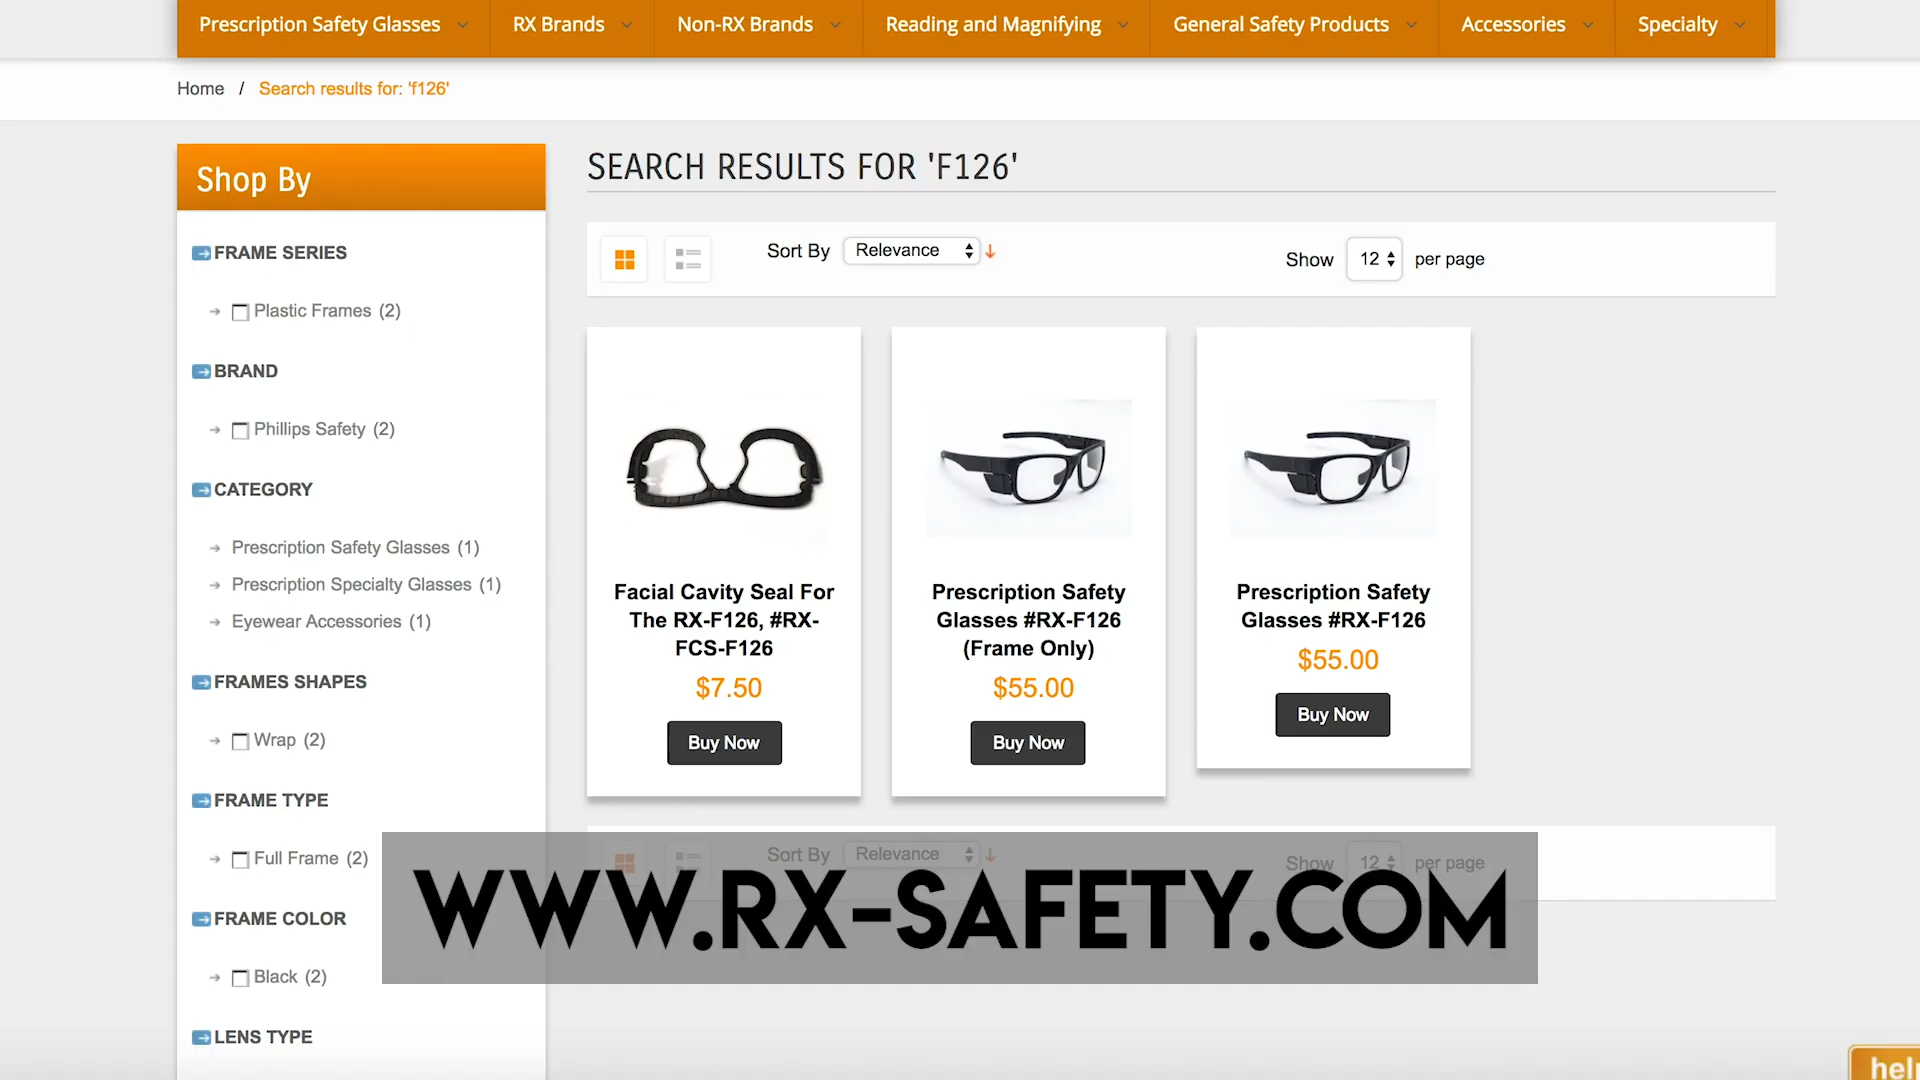 Prescription Safety Glasses RX Brands Non-RX Brands Reading and Magnifying General Safety Products Accessories Specialty
Home / Search results for: 'f126'
Shop By
FRAME SERIES
Plastic Frames (2)
BRAND
Phillips Safety (2)
CATEGORY
Prescription Safety Glasses (1)
Prescription Specialty Glasses (1)
Eyewear Accessories (1)
FRAMES SHAPES
Wrap (2)
FRAME TYPE
Full Frame (2)
FRAME COLOR
Black (2)
LENS TYPE
SEARCH RESULTS FOR 'F126'
Sort By Relevance Show 12 per page
Facial Cavity Seal For
The RX-F126, #RX-
FCS-F126
$7.50
Buy Now
Prescription Safety
Glasses #RX-F126
(Frame Only)
$55.00
Buy Now
Prescription Safety
Glasses #RX-F126
$55.00
Buy Now
Sort By Relevance Show 12 per page
WWW.RX-SAFETY.COM